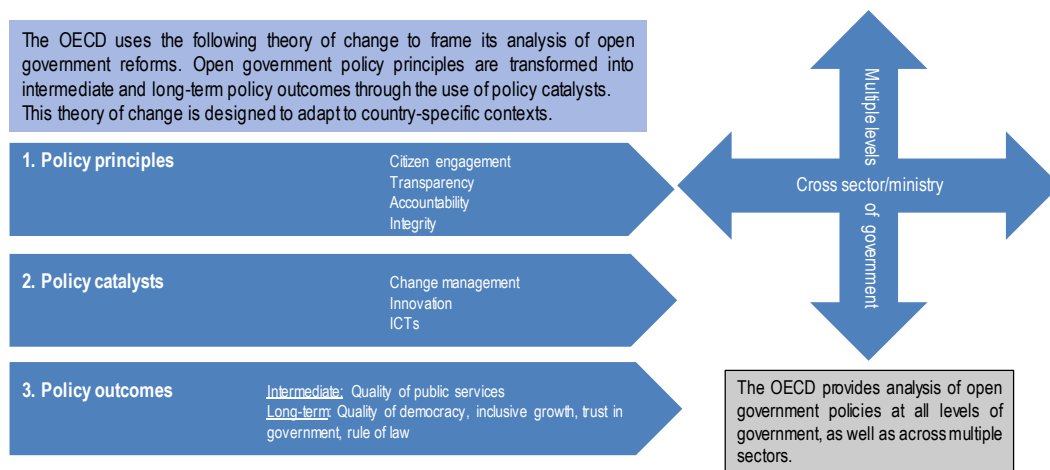 The OECD uses the following theory of change to frame its analysis of open
government reforms. Open government policy principles are transformed into
intermediate and long-term policy outcomes through the use of policy catalysts.
This theory of change is designed to adapt to country-specific contexts.
1. Policy principles
Citizen engagement
Transparency
Accountability
Integrity
2. Policy catalysts
Change management
Innovation
ICTs
3. Policy outcomes
Intermediate: Quality of public services
Long-term: Quality of democracy, inclusive growth, trust in
government, rule of law
Multiple levels of government
Cross sector/ministry
The OECD provides analysis of open
government policies at all levels of
government, as well as across multiple
sectors.